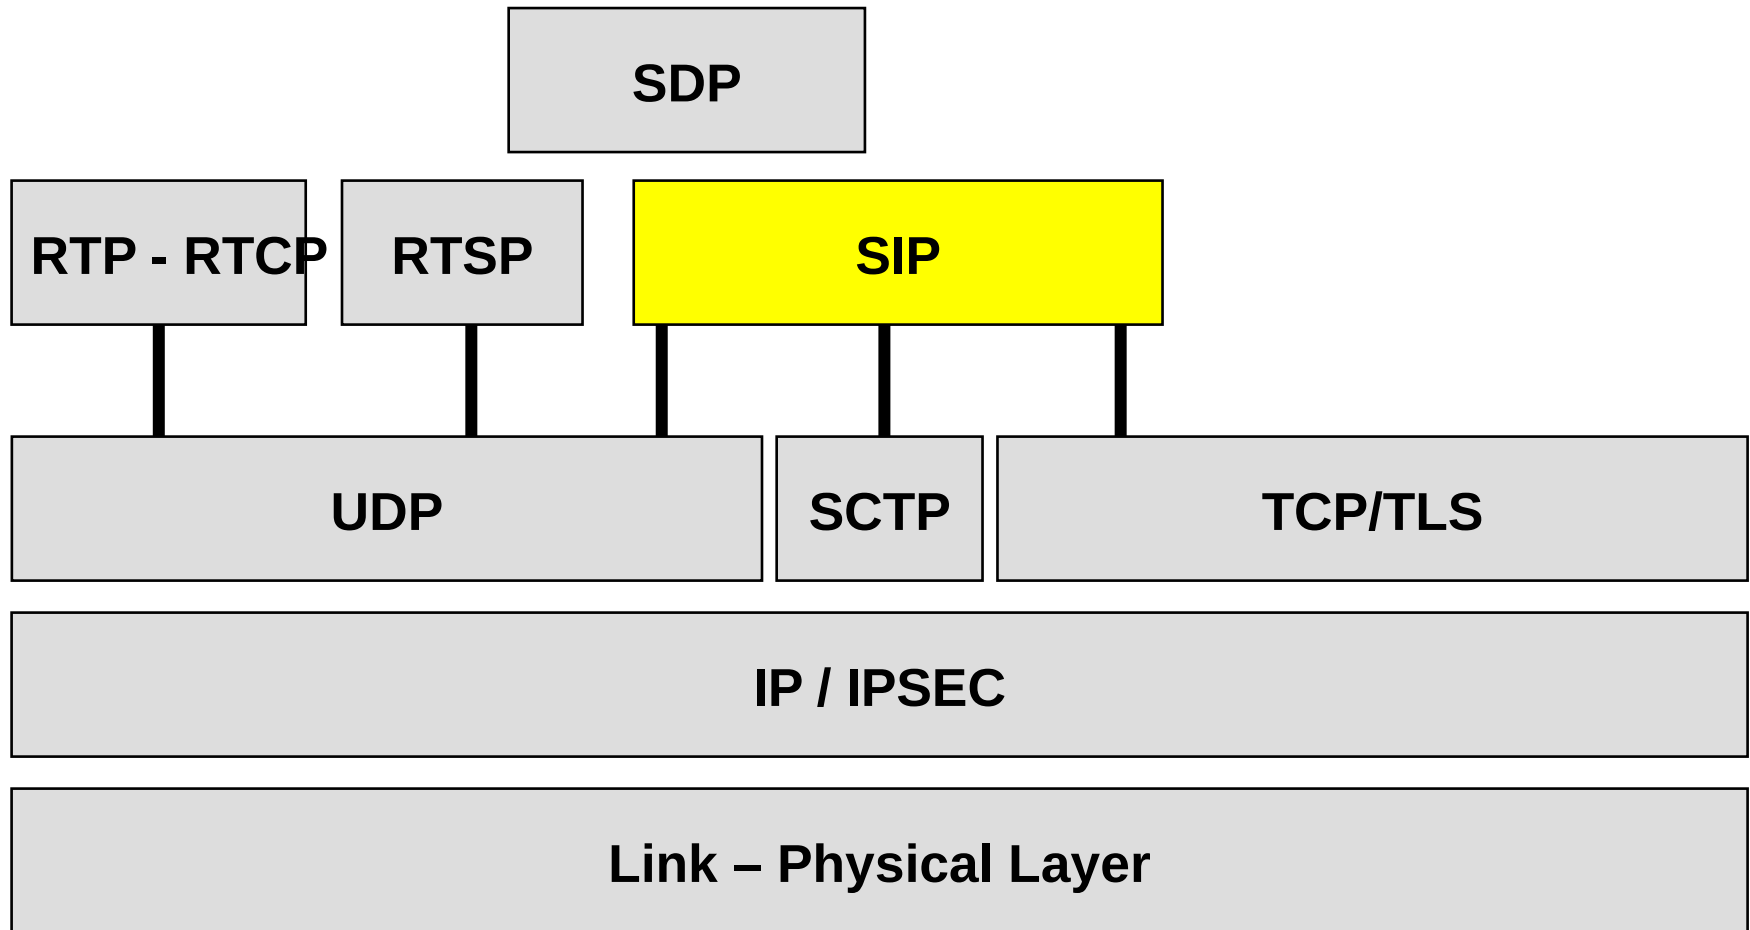 SDP
RTP - RTCP
RTSP
SIP
UDP
SCTP
TCP/TLS
IP / IPSEC
Link – Physical Layer